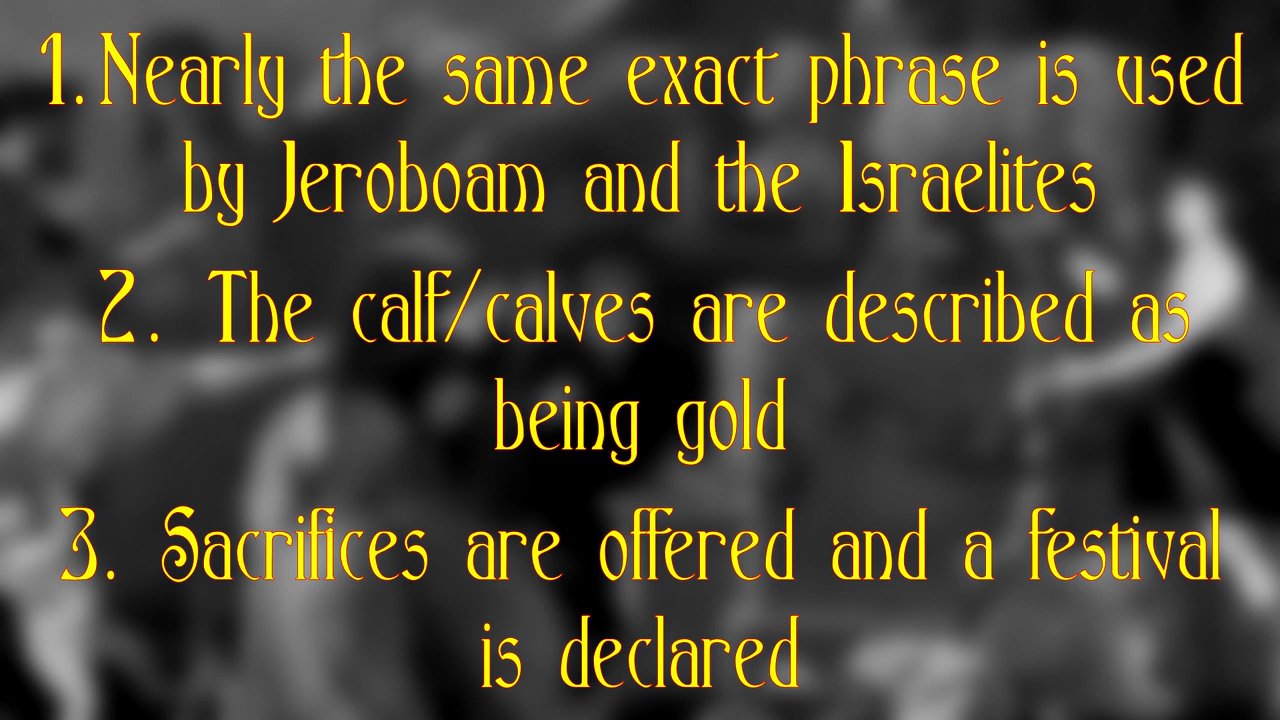 1. Nearly the same exact phrase is used
by Jeroboam and the Israelites
2. The calf/calves are described as
being gold
3. Sacrifices are offered and a festival
is declared